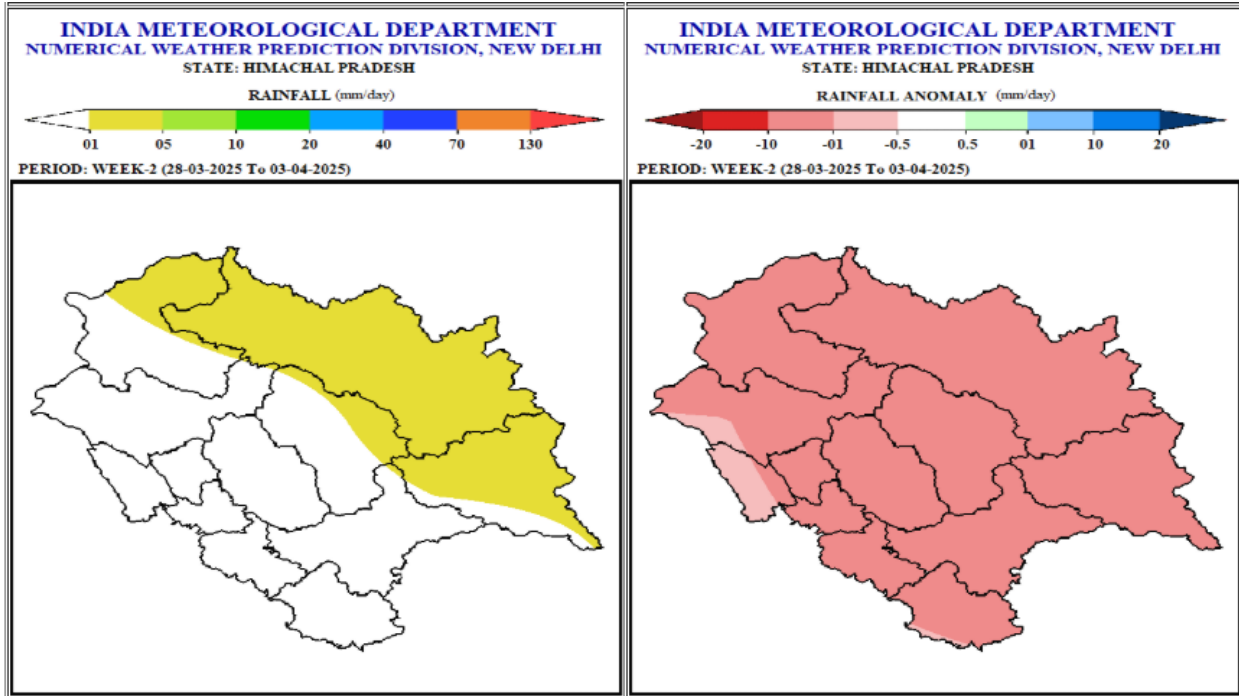 INDIA METEOROLOGICAL DEPARTMENT
NUMERICAL WEATHER PREDICTION DIVISION, NEW DELHI
STATE: HIMACHAL PRADESH
RAINFALL (mm/day)
01 05 10 20 40 70 130
PERIOD: WEEK-2 (28-03-2025 To 03-04-2025)
INDIA METEOROLOGICAL DEPARTMENT
NUMERICAL WEATHER PREDICTION DIVISION, NEW DELHI
STATE: HIMACHAL PRADESH
RAINFALL ANOMALY (mm/day)
-20 -10 -01 -0.5 0.5 01 10 20
PERIOD: WEEK-2 (28-03-2025 To 03-04-2025)